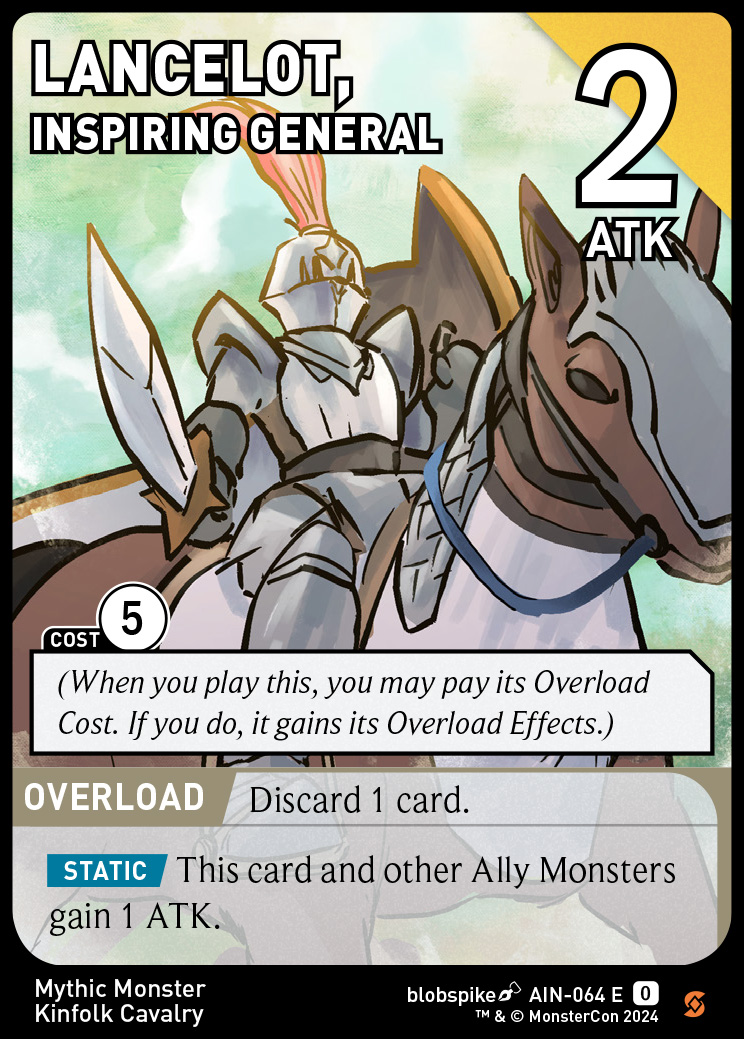 LANCELOT,
INSPIRING GENERAL
2
ATK
COST 5
(When you play this, you may pay its Overload
Cost. If you do, it gains its Overload Effects.)
OVERLOAD Discard 1 card.
STATIC This card and other Ally Monsters
gain 1 ATK.
Mythic Monster
Kinfolk Cavalry
blobspike AIN-064 E 0
™ & © MonsterCon 2024